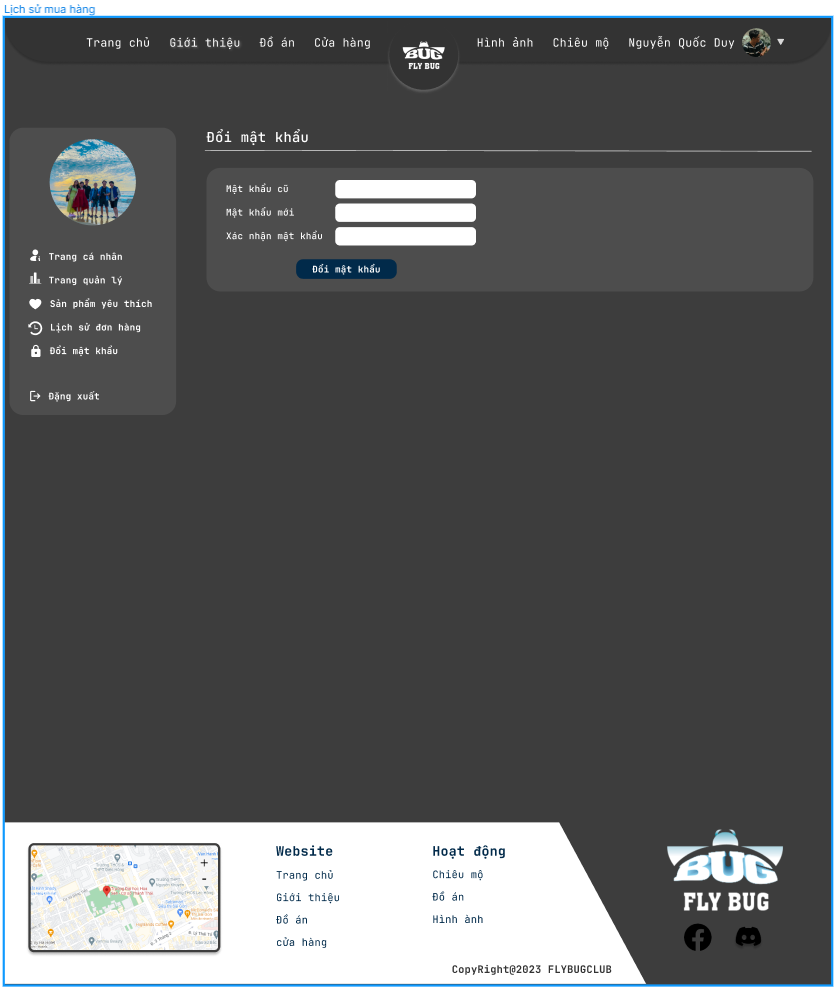 Lịch sử mua hàng
Trang chủ Giới thiệu Đồ án Cửa hàng
BUG
FLY BUG
Hình ảnh Chiêu mộ Nguyễn Quốc Duy
Đổi mật khẩu
Mật khẩu cũ
Mật khẩu mới
Xác nhận mật khẩu
Đổi mật khẩu
Trang cá nhân
Trang quản lý
Sản phẩm yêu thích
Lịch sử đơn hàng
Đổi mật khẩu
Đặng xuất
+
-
Website
Trang chủ
Giới thiệu
Đồ án
cửa hàng
Hoạt động
Chiêu mộ
Đồ án
Hình ảnh
BUG
FLY BUG
CopyRight@2023 FLYBUGCLUB